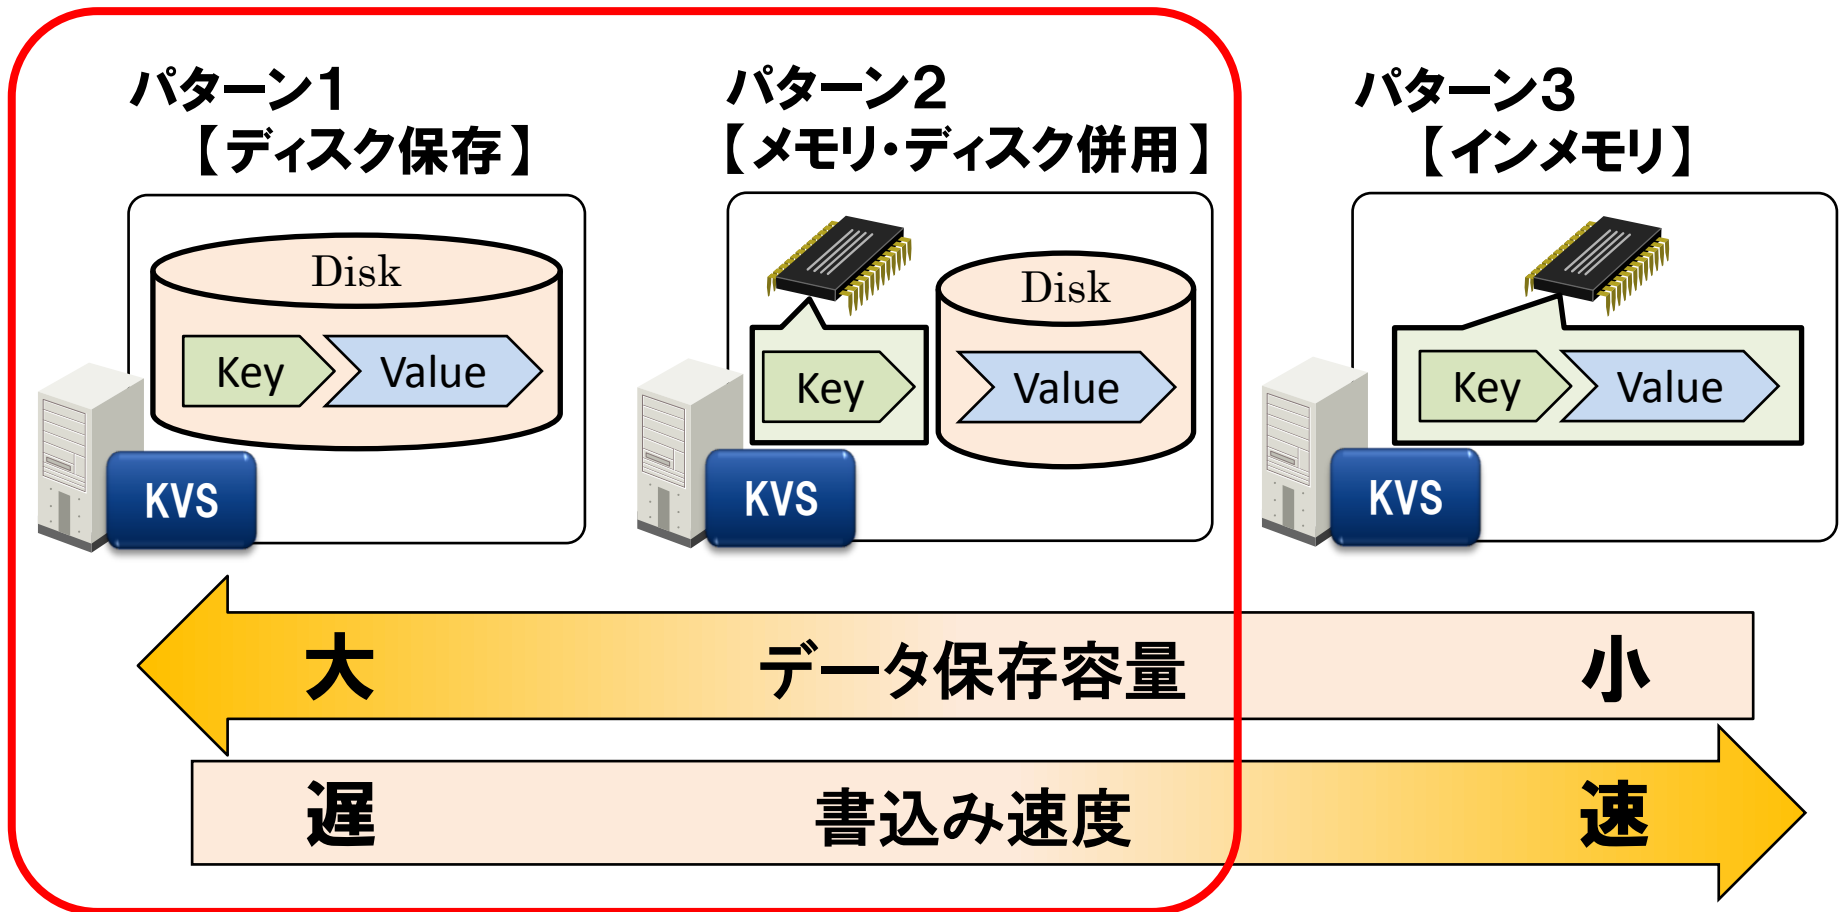 パターン1
【ディスク保存】
Disk
Key
Value
KVS
パターン2
【メモリ・ディスク併用】
Key
Disk
Value
KVS
パターン3
【インメモリ】
Key
Value
KVS
大 データ保存容量 小
遅 書込み速度 速